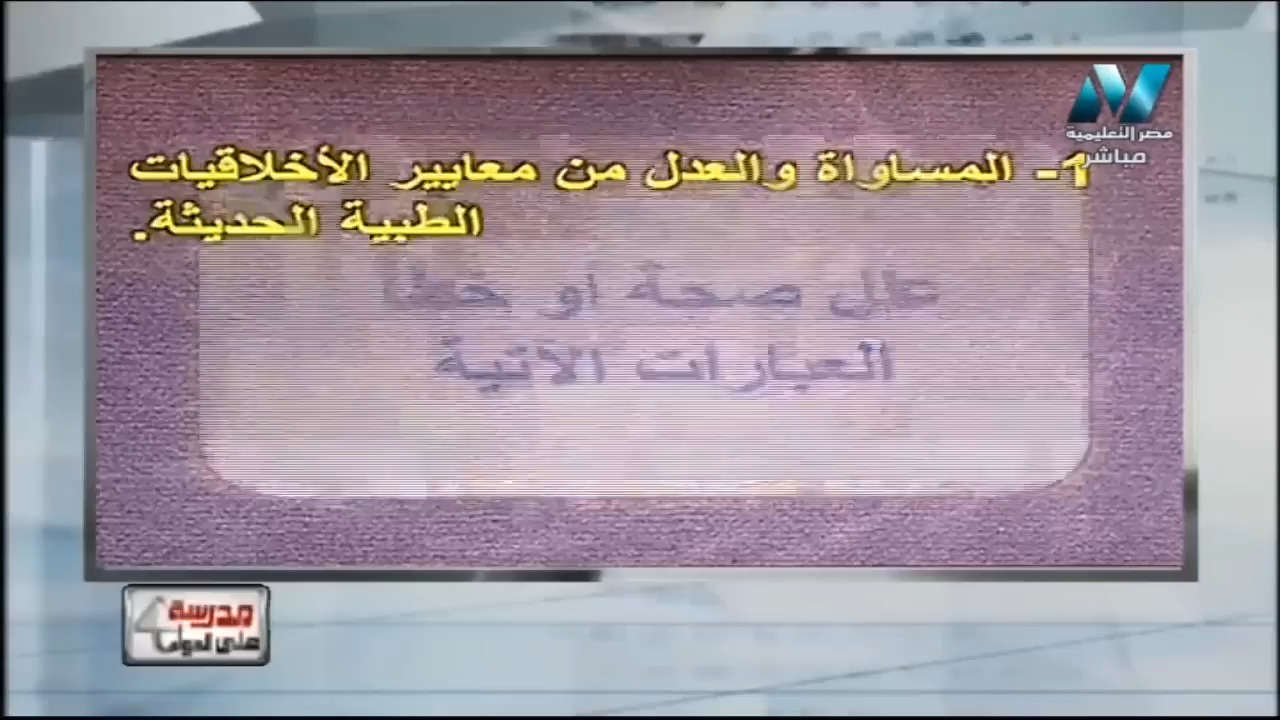 مصر التعليمية
مباشر
1- المساواة والعدل من معايير الأخلاقيات
الطبية الحديثة.
علل صحة أو خطأ
العبارات الآتية
مدرسة
على الهواء